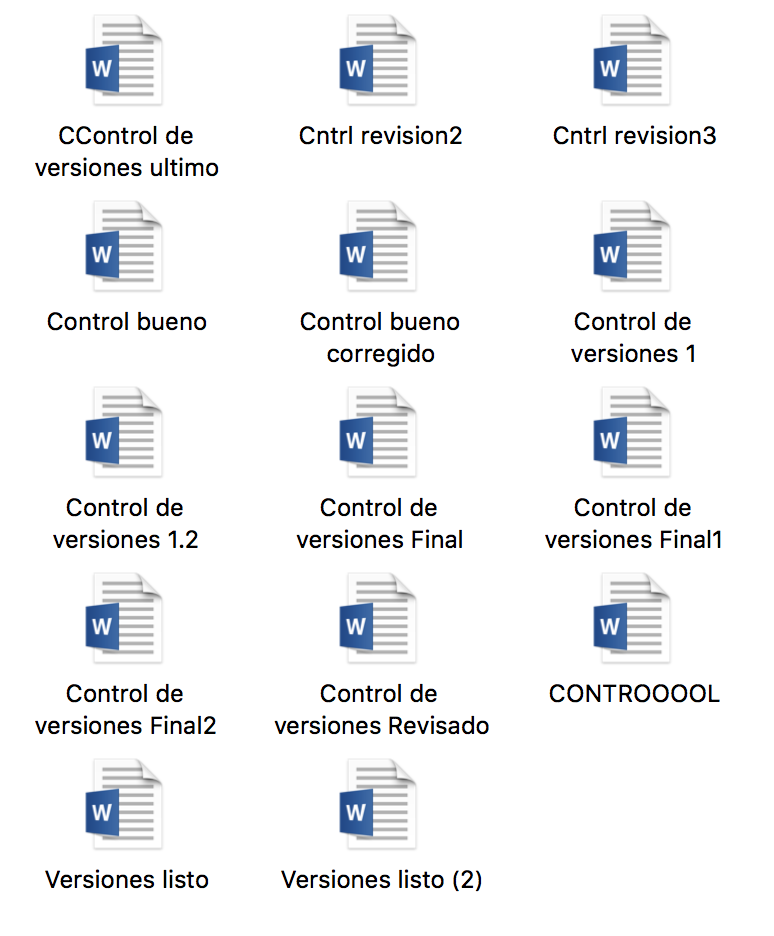 W
W
W
CControl de
versiones ultimo
Cntrl revision2
Cntrl revision3
W
W
W
Control bueno
Control bueno
corregido
Control de
versiones 1
W
W
W
Control de
versiones 1.2
Control de
versiones Final
Control de
versiones Final1
W
W
W
Control de
versiones Final2
Control de
versiones Revisado
CONTROOOOL
W
W
Versiones listo
Versiones listo (2)